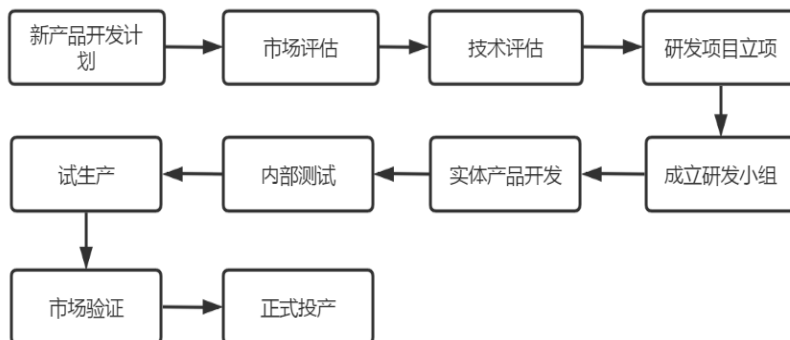 新产品开发计
划
市场评估
技术评估
研发项目立项
成立研发小组
实体产品开发
内部测试
试生产
市场验证
正式投产